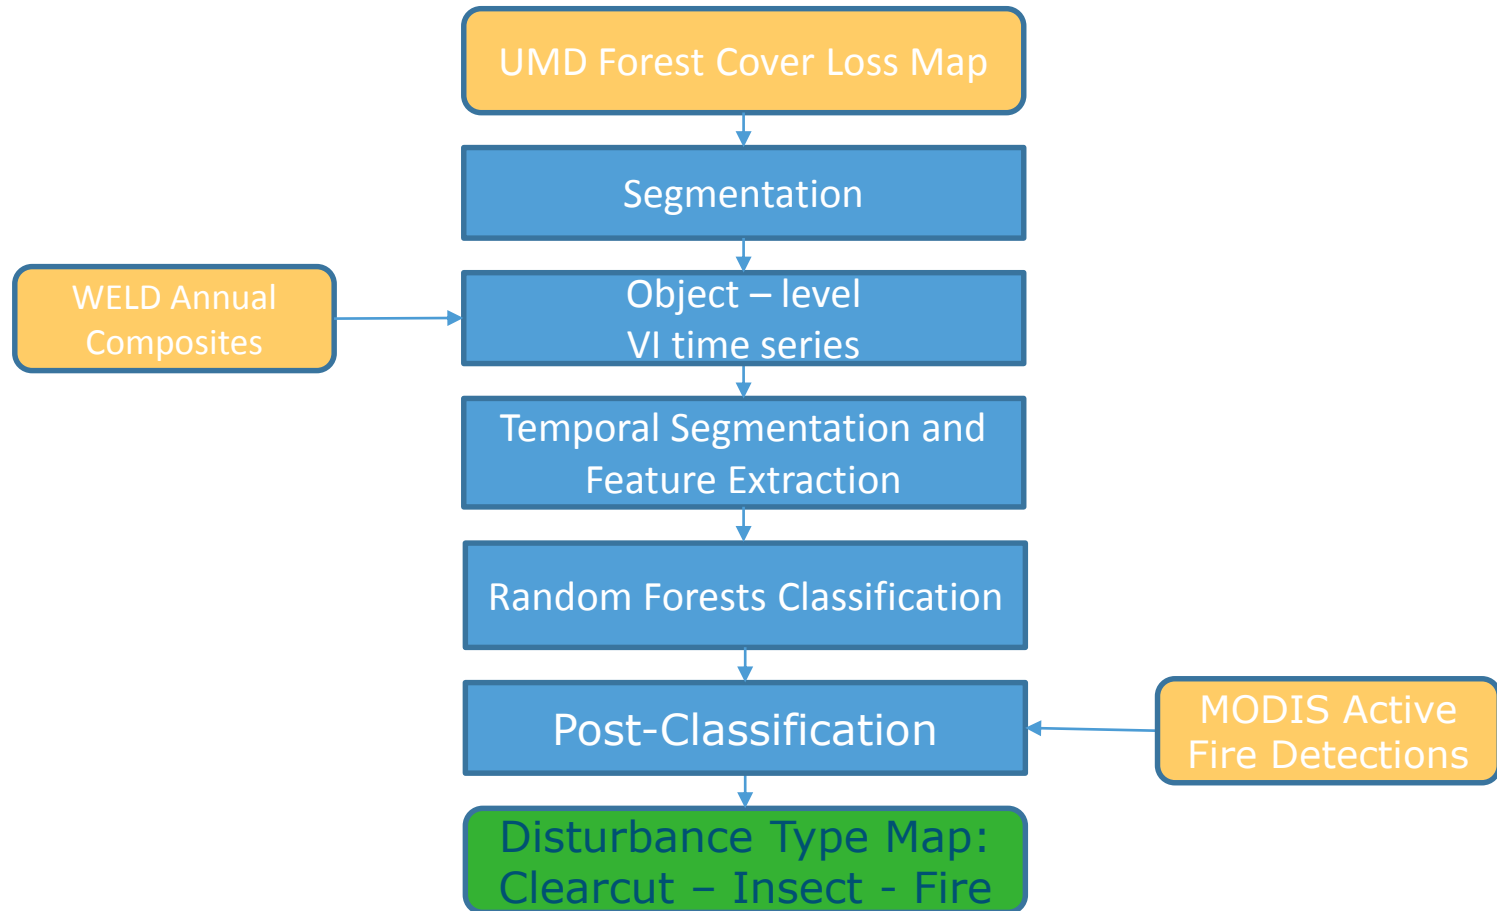 UMD Forest Cover Loss Map
Segmentation
WELD Annual
Composites
Object – level
VI time series
Temporal Segmentation and
Feature Extraction
Random Forests Classification
Post-Classification
MODIS Active
Fire Detections
Disturbance Type Map:
Clearcut – Insect - Fire